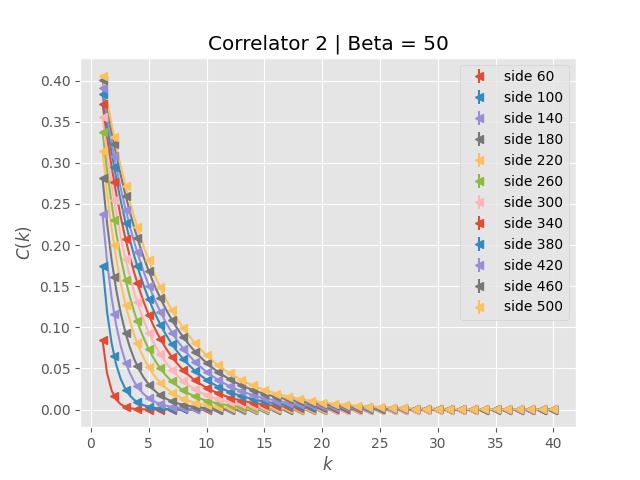 Correlator 2 | Beta = 50
C(k)
0.40
0.35
0.30
0.25
0.20
0.15
0.10
0.05
0.00
0 5 10 15 20 25 30 35 40
k
side 60
side 100
side 140
side 180
side 220
side 260
side 300
side 340
side 380
side 420
side 460
side 500